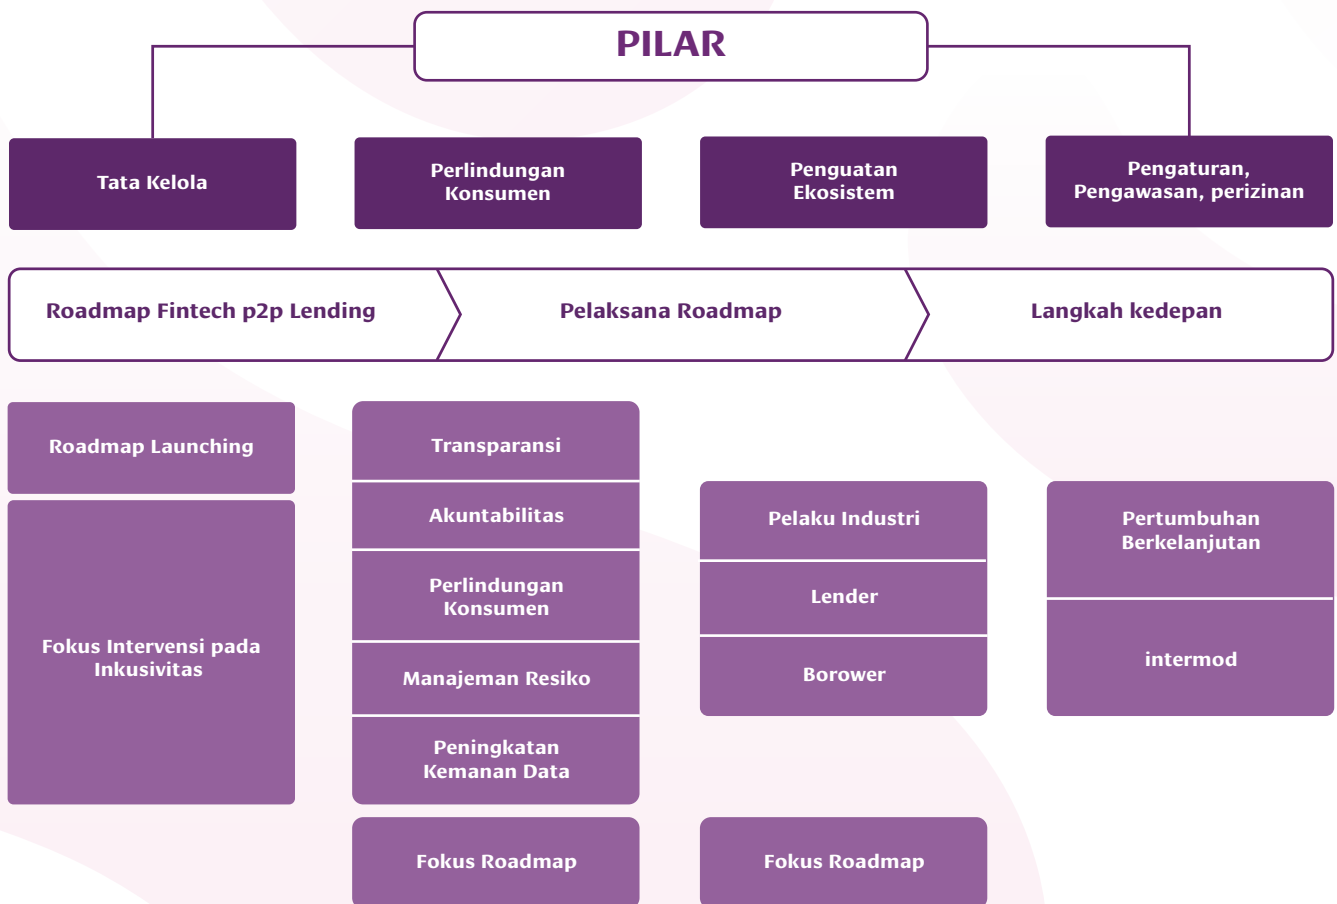 PILAR
Tata Kelola
Perlindungan
Konsumen
Penguatan
Ekosistem
Pengaturan,
Pengawasan, perizinan
Roadmap Fintech p2p Lending
Pelaksana Roadmap
Langkah kedepan
Roadmap Launching
Fokus Intervensi pada
Inkusivitas
Transparansi
Akuntabilitas
Perlindungan
Konsumen
Manajeman Resiko
Peningkatan
Kemanan Data
Fokus Roadmap
Pelaku Industri
Lender
Borower
Fokus Roadmap
Pertumbuhan
Berkelanjutan
intermod